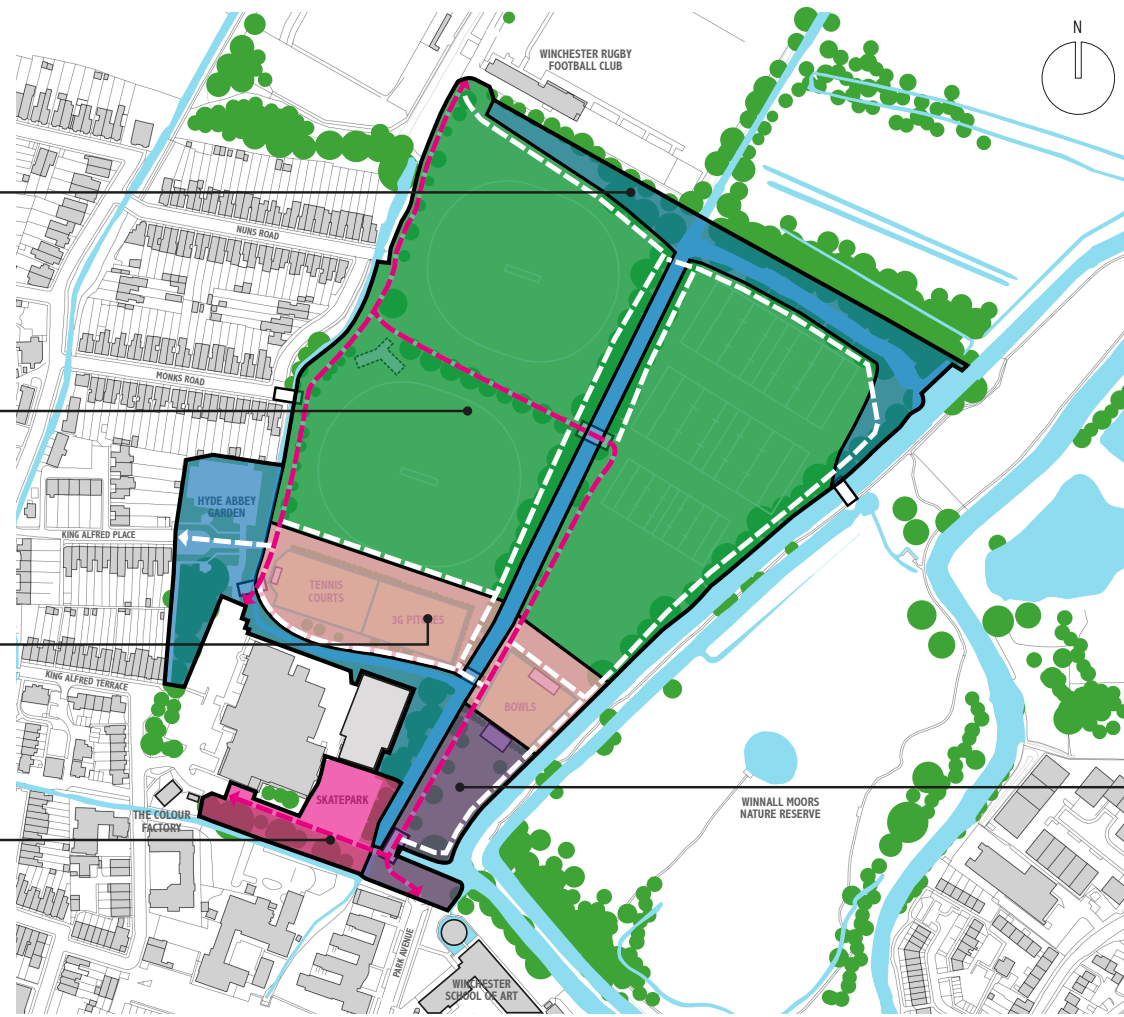 N
WINCHESTER RUGBY
FOOTBALL CLUB
NUNS ROAD
MONKS ROAD
HYDE ABBEY
GARDEN
KING ALFRED PLACE
TENNIS
COURTS
3G PITCHES
KING ALFRED TERRACE
BOWLS
SKATEPARK
THE COLOUR
FACTORY
WINNALL MOORS
NATURE RESERVE
PARK AVENUE
WINCHESTER
SCHOOL OF ART